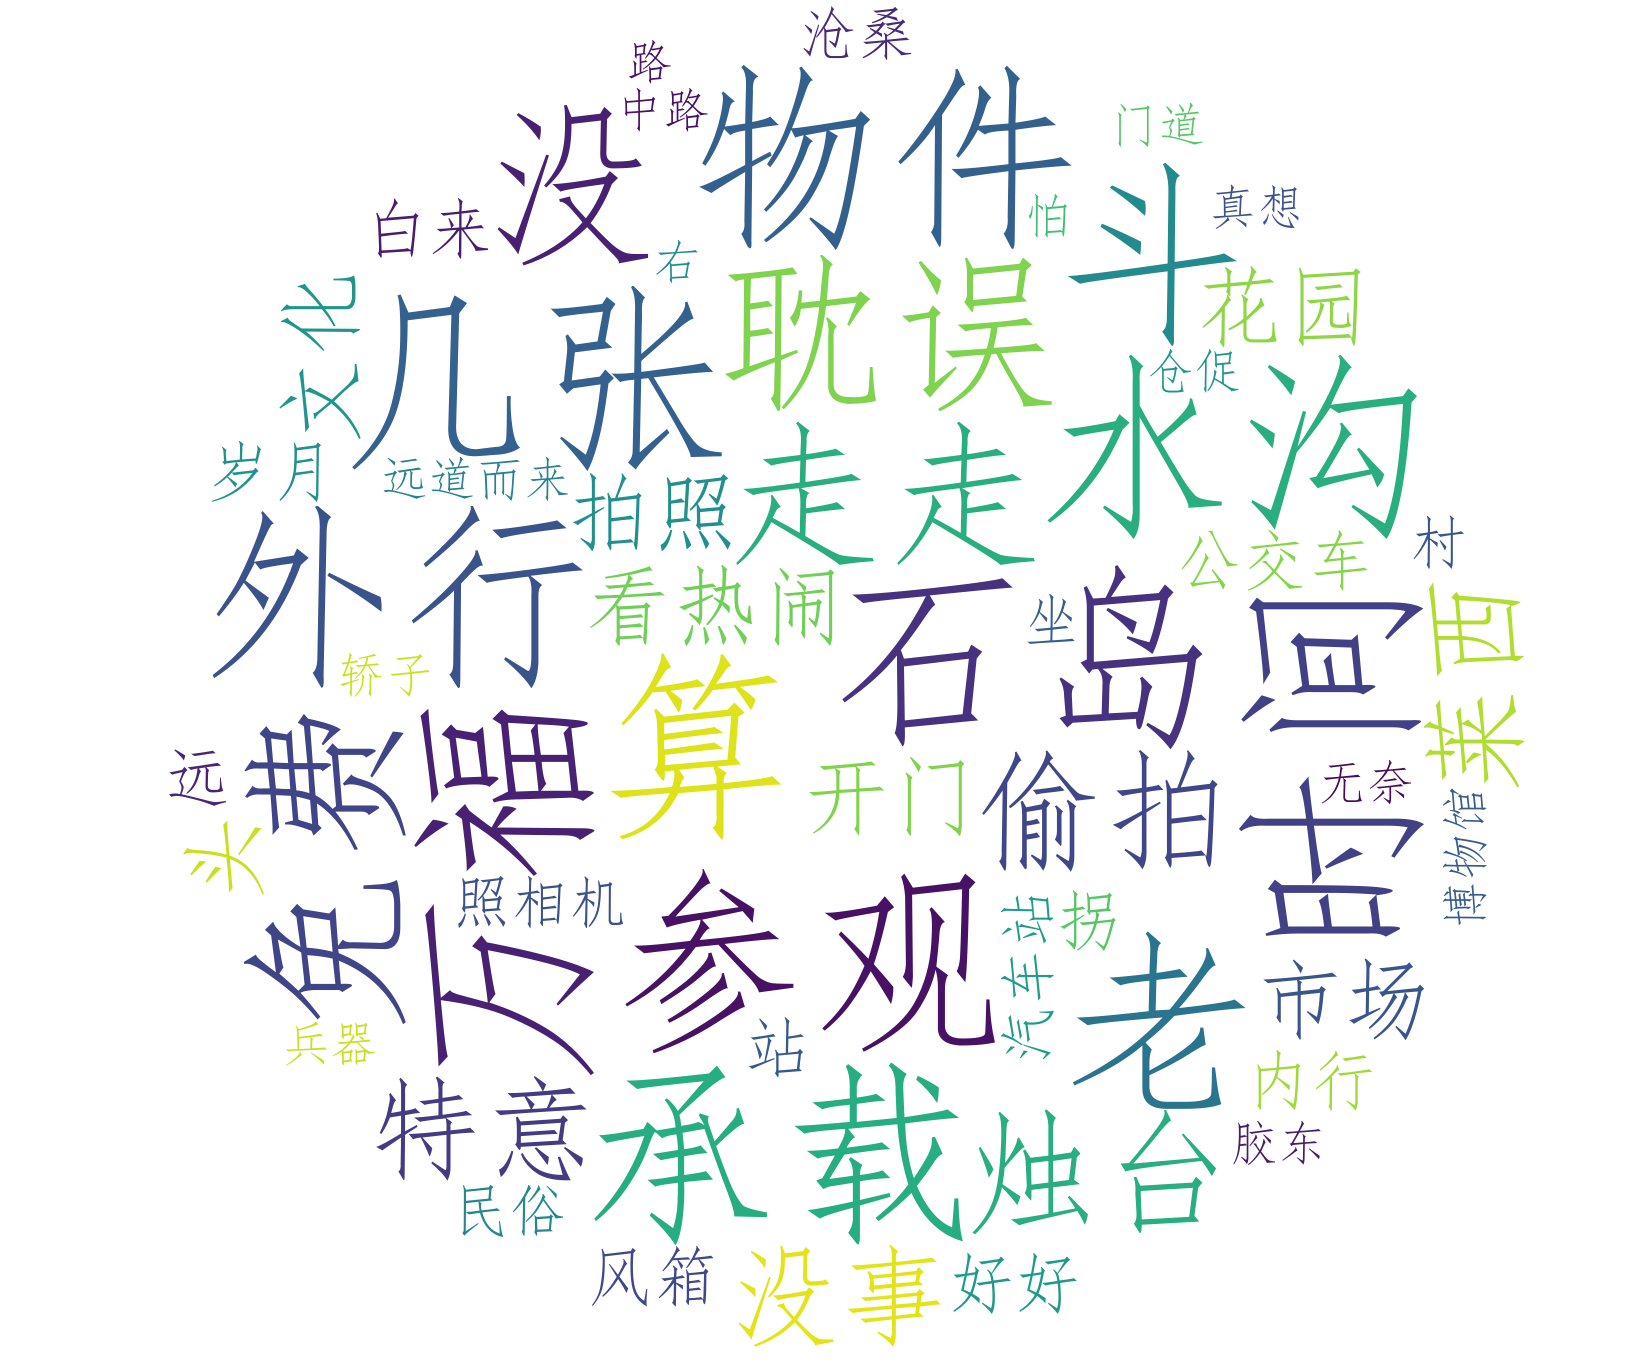 沧桑
路
中路
物件
没
门道
斗
真想
白来
怕
右
耽误
花园
文化
几张
仓促
水沟
岁月
远道而来
拍照
走走
外行
公交车
村
看热闹
石岛
坐
时间
莱西
轿子
算
万福
免费
远
头
开门
偷拍
无奈
博物馆
照相机
参观
汽车站
拐
老
市场
兵器
站
特意
承载
烛台
内行
胶东
民俗
风箱
没事
好好